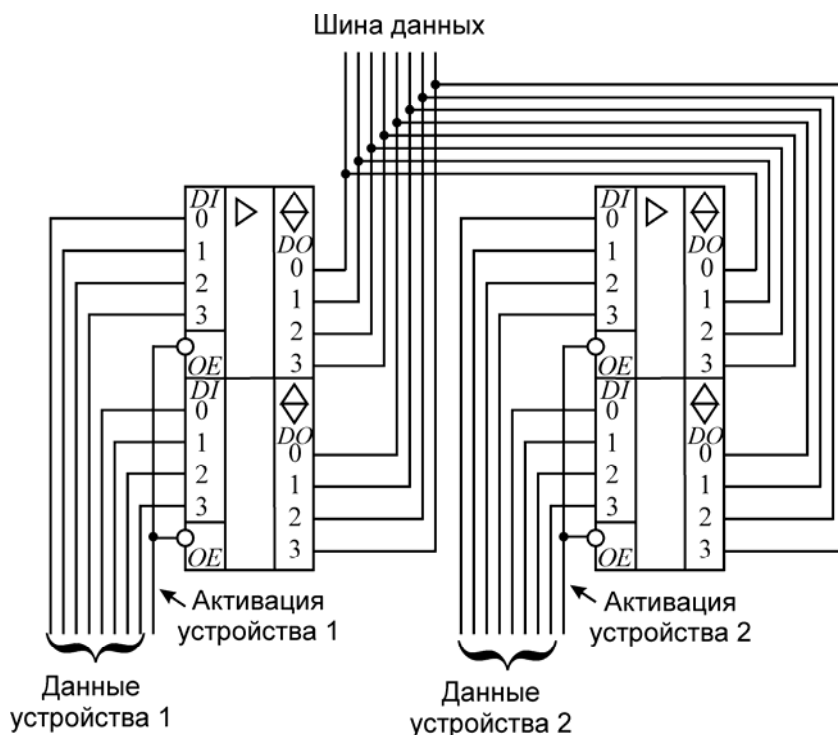 Шина данных
DI
0
1
2
3
OE
DI
0
1
2
3
OE
DO
0
1
2
3
DO
0
1
2
3
Активация
устройства 1
Данные
устройства 1
DI
0
1
2
3
OE
DI
0
1
2
3
OE
DO
0
1
2
3
DO
0
1
2
3
Активация
устройства 2
Данные
устройства 2